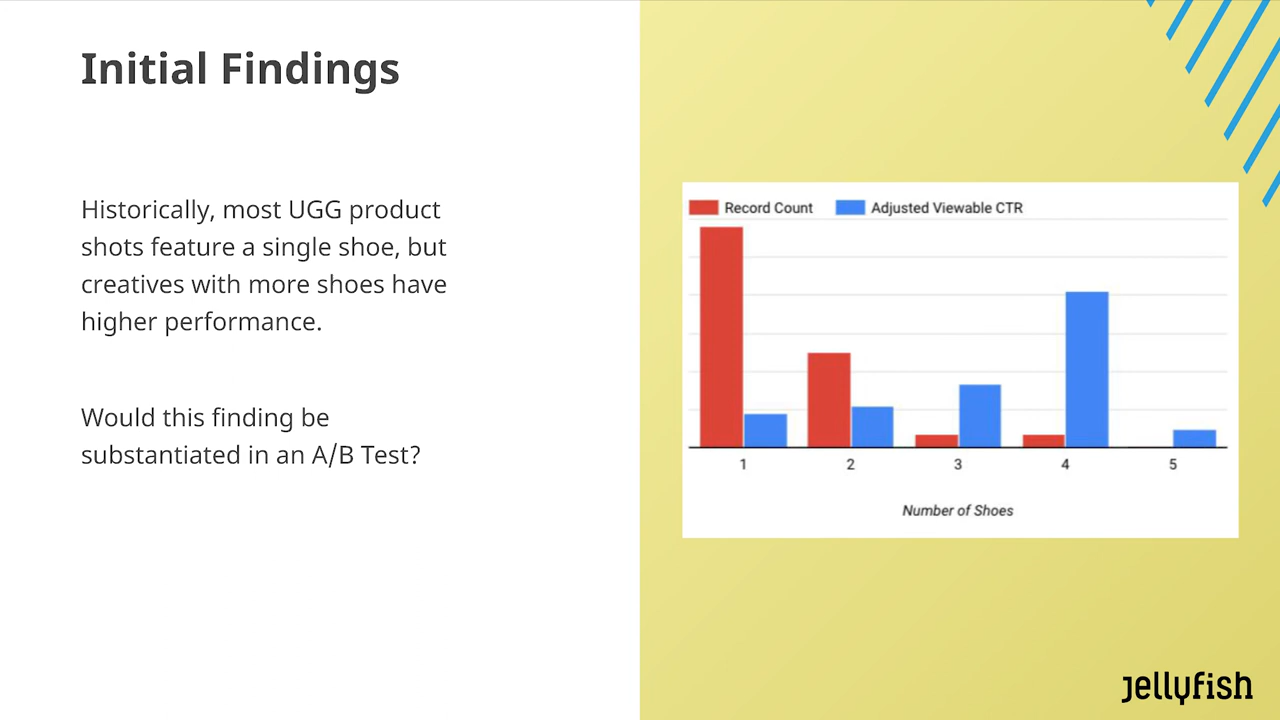 Initial Findings
Historically, most UGG product
shots feature a single shoe, but
creatives with more shoes have
higher performance.
Would this finding be
substantiated in an A/B Test?
Record Count
Adjusted Viewable CTR
1 2 3 4 5
Number of Shoes
jellyfish